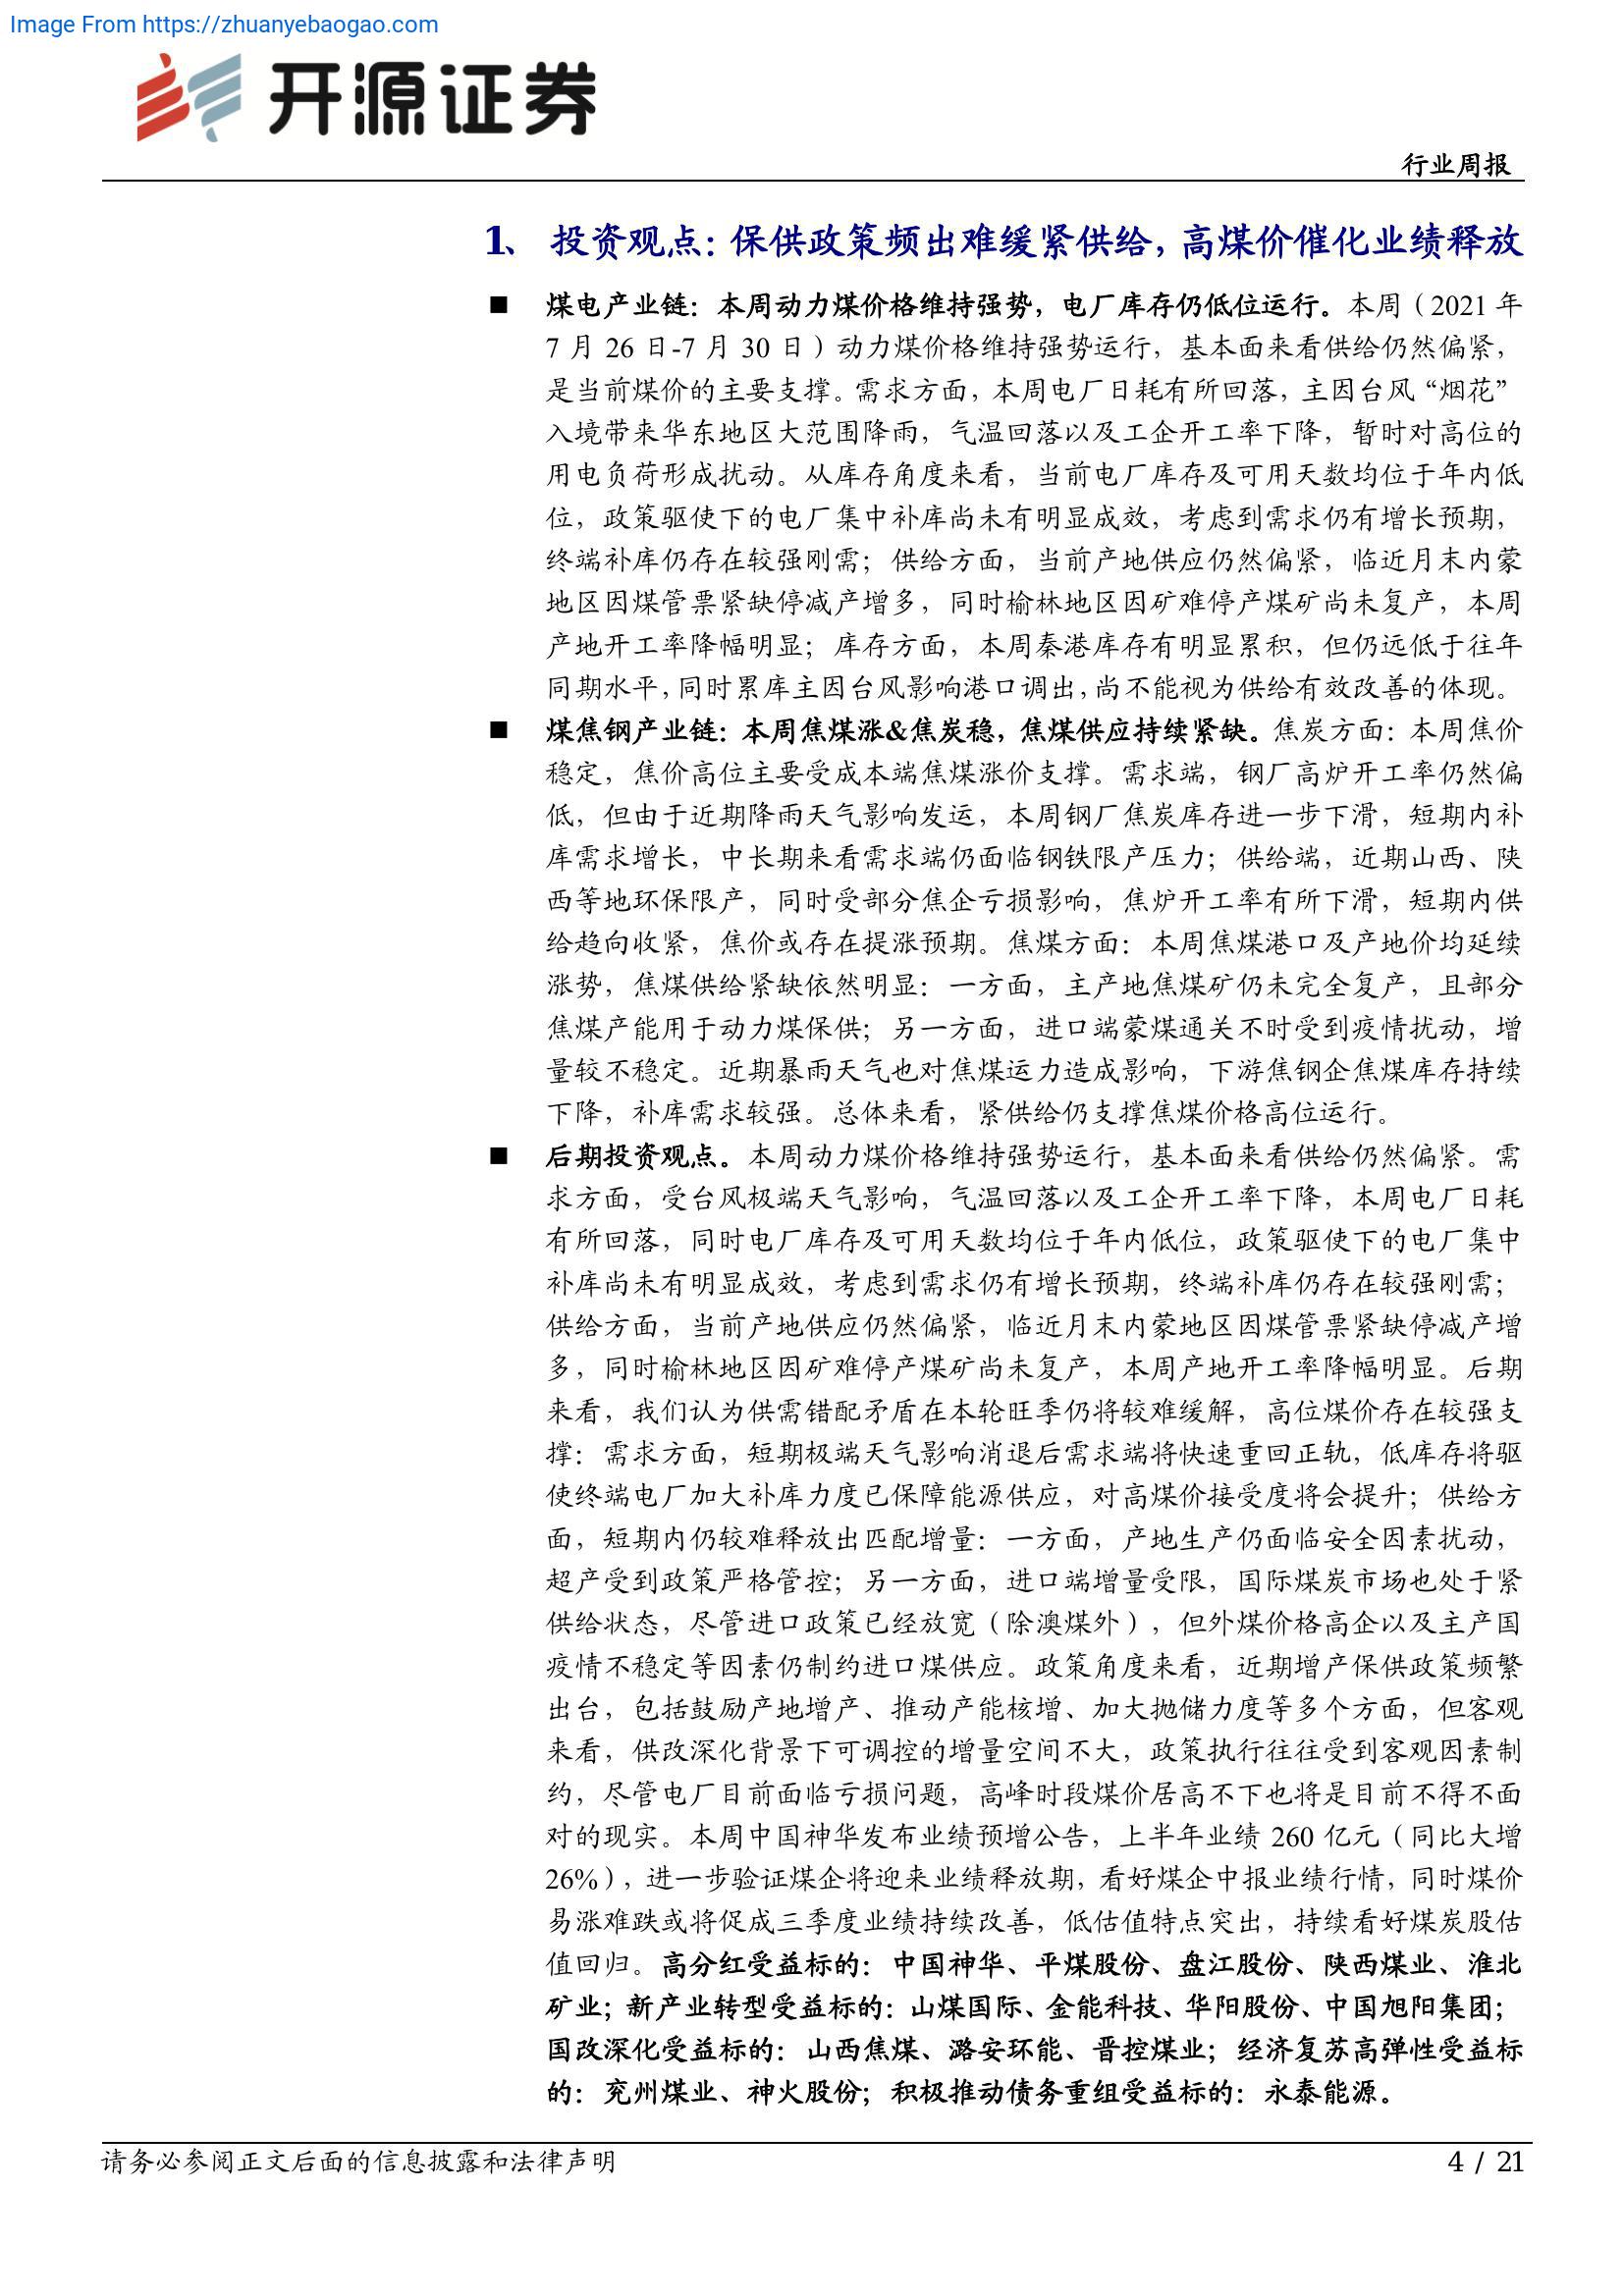 Image From https://zhuanyebaogao.com
开源证券
行业周报
1、 投资观点：保供政策频出难缓紧供给，高煤价催化业绩释放
■ 煤电产业链：本周动力煤价格维持强势，电厂库存仍低位运行。本周（2021 年
7 月 26 日-7 月 30 日）动力煤价格维持强势运行，基本面来看供给仍然偏紧，
是当前煤价的主要支撑。需求方面，本周电厂日耗有所回落，主因台风“烟花”
入境带来华东地区大范围降雨，气温回落以及工企开工率下降，暂时对高位的
用电负荷形成扰动。从库存角度来看，当前电厂库存及可用天数均位于年内低
位，政策驱使下的电厂集中补库尚未有明显成效，考虑到需求仍有增长预期，
终端补库仍存在较强刚需；供给方面，当前产地供应仍然偏紧，临近月末内蒙
地区因煤管票紧缺停减产增多，同时榆林地区因矿难停产煤矿尚未复产，本周
产地开工率降幅明显；库存方面，本周秦港库存有明显累积，但仍远低于往年
同期水平，同时累库主因台风影响港口调出，尚不能视为供给有效改善的体现。
■ 煤焦钢产业链：本周焦煤涨&焦炭稳，焦煤供应持续紧缺。焦炭方面：本周焦价
稳定，焦价高位主要受成本端焦煤涨价支撑。需求端，钢厂高炉开工率仍然偏
低，但由于近期降雨天气影响发运，本周钢厂焦炭库存进一步下滑，短期内补
库需求增长，中长期来看需求端仍面临钢铁限产压力；供给端，近期山西、陕
西等地环保限产，同时受部分焦企亏损影响，焦炉开工率有所下滑，短期内供
给趋向收紧，焦价或存在提涨预期。焦煤方面：本周焦煤港口及产地价均延续
涨势，焦煤供给紧缺依然明显：一方面，主产地焦煤矿仍未完全复产，且部分
焦煤产能用于动力煤保供；另一方面，进口端蒙煤通关不时受到疫情扰动，增
量较不稳定。近期暴雨天气也对焦煤运力造成影响，下游焦钢企焦煤库存持续
下降，补库需求较强。总体来看，紧供给仍支撑焦煤价格高位运行。
■ 后期投资观点。本周动力煤价格维持强势运行，基本面来看供给仍然偏紧。需
求方面，受台风极端天气影响，气温回落以及工企开工率下降，本周电厂日耗
有所回落，同时电厂库存及可用天数均位于年内低位，政策驱使下的电厂集中
补库尚未有明显成效，考虑到需求仍有增长预期，终端补库仍存在较强刚需；
供给方面，当前产地供应仍然偏紧，临近月末内蒙地区因煤管票紧缺停减产增
多，同时榆林地区因矿难停产煤矿尚未复产，本周产地开工率降幅明显。后期
来看，我们认为供需错配矛盾在本轮旺季仍将较难缓解，高位煤价存在较强支
撑：需求方面，短期极端天气影响消退后需求端将快速重回正轨，低库存将驱
使终端电厂加大补库力度已保障能源供应，对高煤价接受度将会提升；供给方
面，短期内仍较难释放出匹配增量：一方面，产地生产仍面临安全因素扰动，
超产受到政策严格管控；另一方面，进口端增量受限，国际煤炭市场也处于紧
供给状态，尽管进口政策已经放宽（除澳煤外），但外煤价格高企以及主产国
疫情不稳定等因素仍制约进口煤供应。政策角度来看，近期增产保供政策频繁
出台，包括鼓励产地增产、推动产能核增、加大抛储力度等多个方面，但客观
来看，供改深化背景下可调控的增量空间不大，政策执行往往受到客观因素制
约，尽管电厂目前面临亏损问题，高峰时段煤价居高不下也将是目前不得不面
对的现实。本周中国神华发布业绩预增公告，上半年业绩 260 亿元（同比大增
26%），进一步验证煤企将迎来业绩释放期，看好煤企中报业绩行情，同时煤价
易涨难跌或将促成三季度业绩持续改善，低估值特点突出，持续看好煤炭股估
值回归。高分红受益标的：中国神华、平煤股份、盘江股份、陕西煤业、淮北
矿业；新产业转型受益标的：山煤国际、金能科技、华阳股份、中国旭阳集团；
国改深化受益标的：山西焦煤、潞安环能、晋控煤业；经济复苏高弹性受益标
的：兖州煤业、神火股份；积极推动债务重组受益标的：永泰能源。
请务必参阅正文后面的信息披露和法律声明
4 / 21